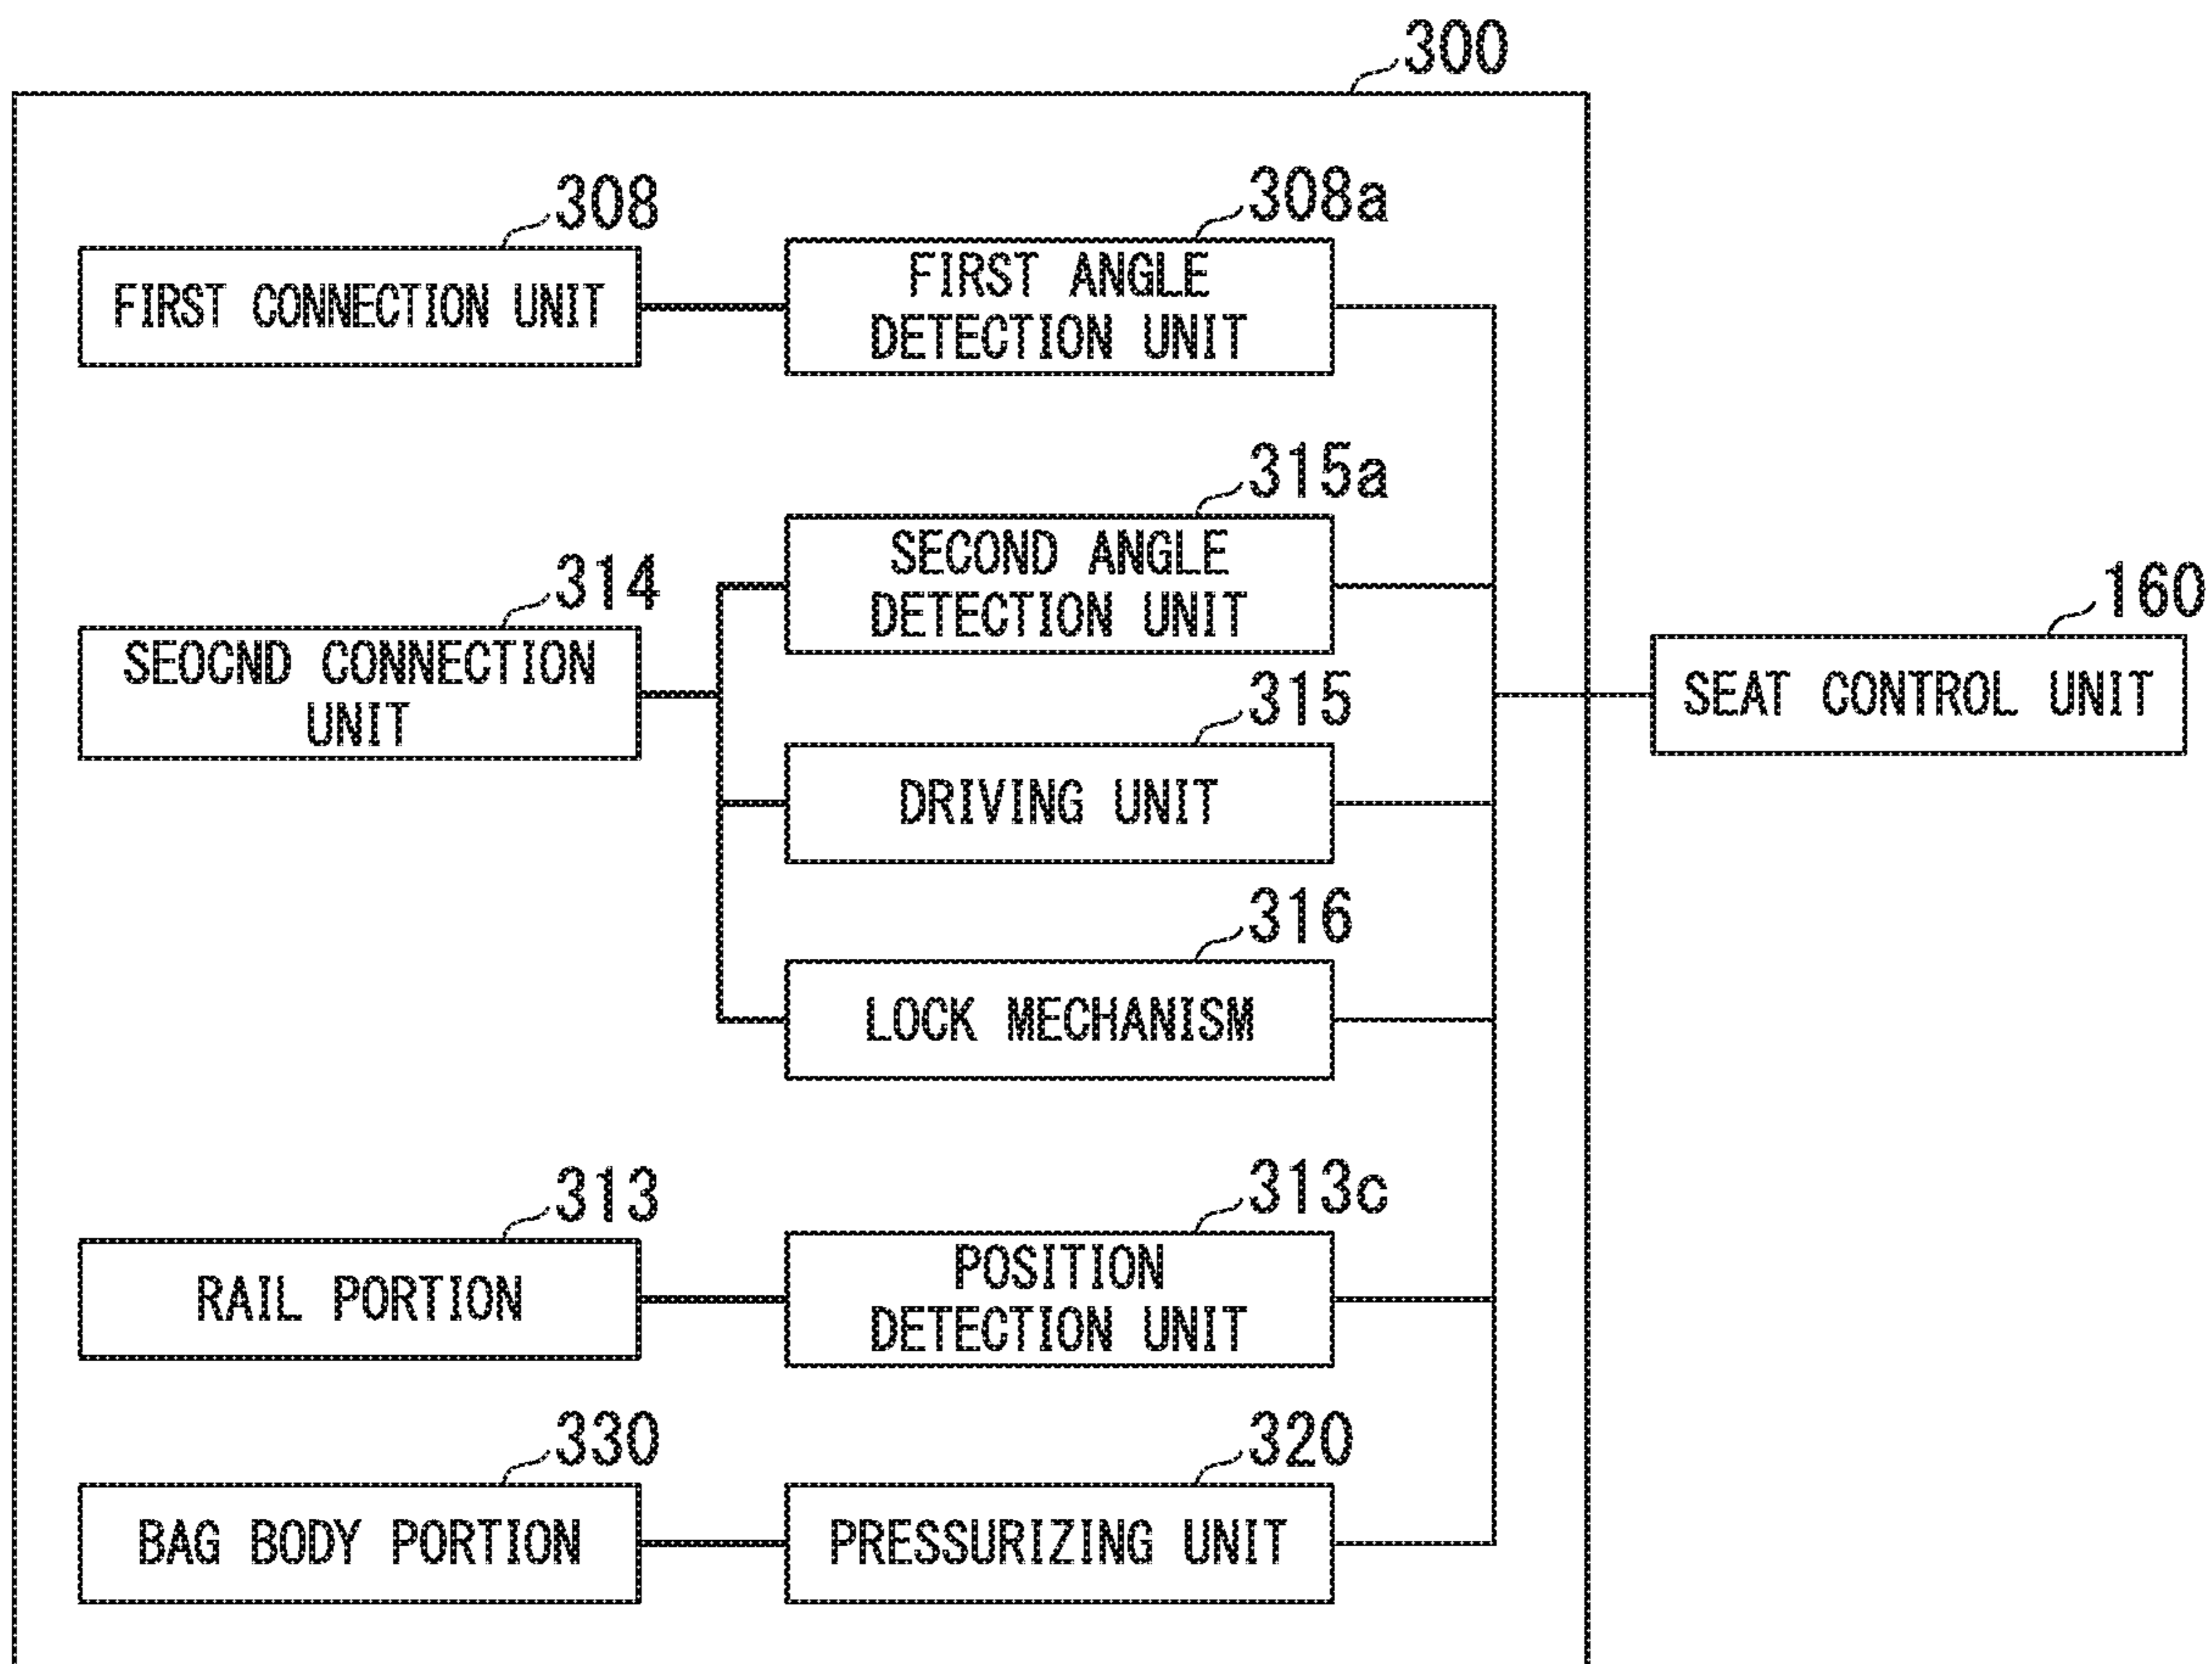 300
308
FIRST CONNECTION UNIT
308a
FIRST ANGLE
DETECTION UNIT
315a
SECOND ANGLE
DETECTION UNIT
314
SEOCND CONNECTION
UNIT
315
DRIVING UNIT
316
LOCK MECHANISM
160
SEAT CONTROL UNIT
313
RAIL PORTION
313c
POSITION
DETECTION UNIT
330
BAG BODY PORTION
320
PRESSURIZING UNIT